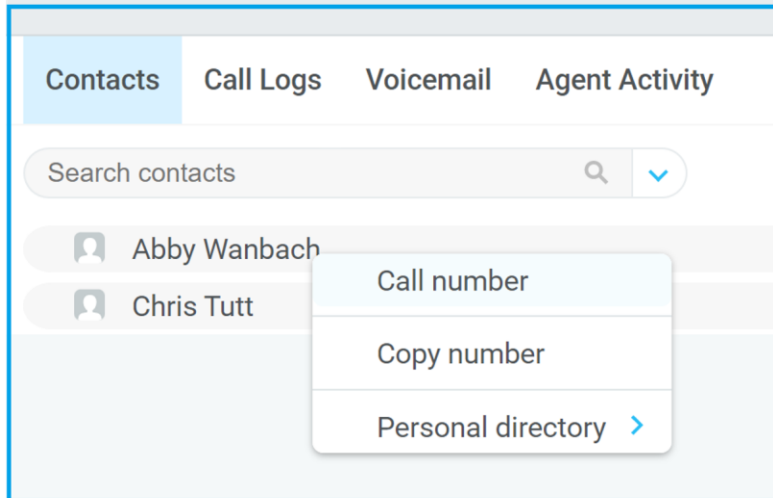 Contacts Call Logs Voicemail Agent Activity
Search contacts
Abby Wanbach
Call number
Chris Tutt
Copy number
Personal directory